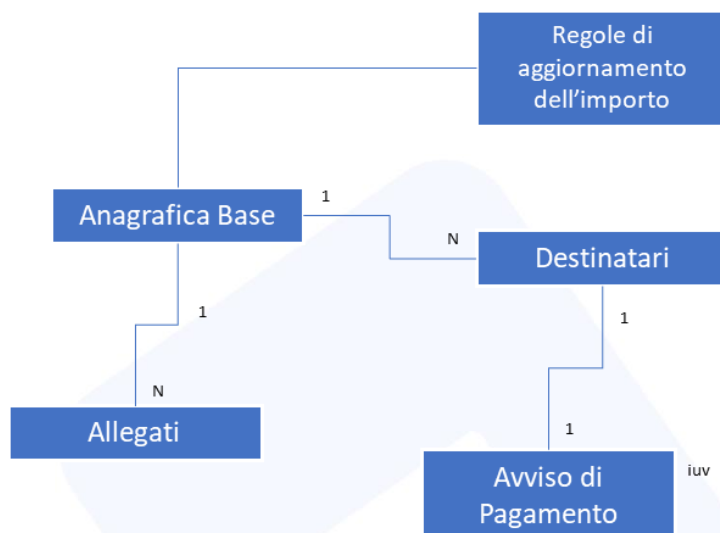 Regole di
aggiornamento
dell'importo
Anagrafica Base
1
N
Destinatari
1
1
N
Allegati
1
Avviso di
Pagamento
iuv